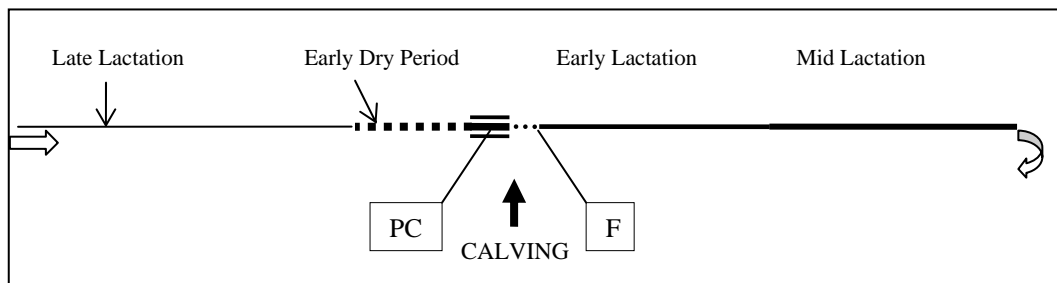 Late Lactation
Early Dry Period
Early Lactation
Mid Lactation
PC
F
CALVING